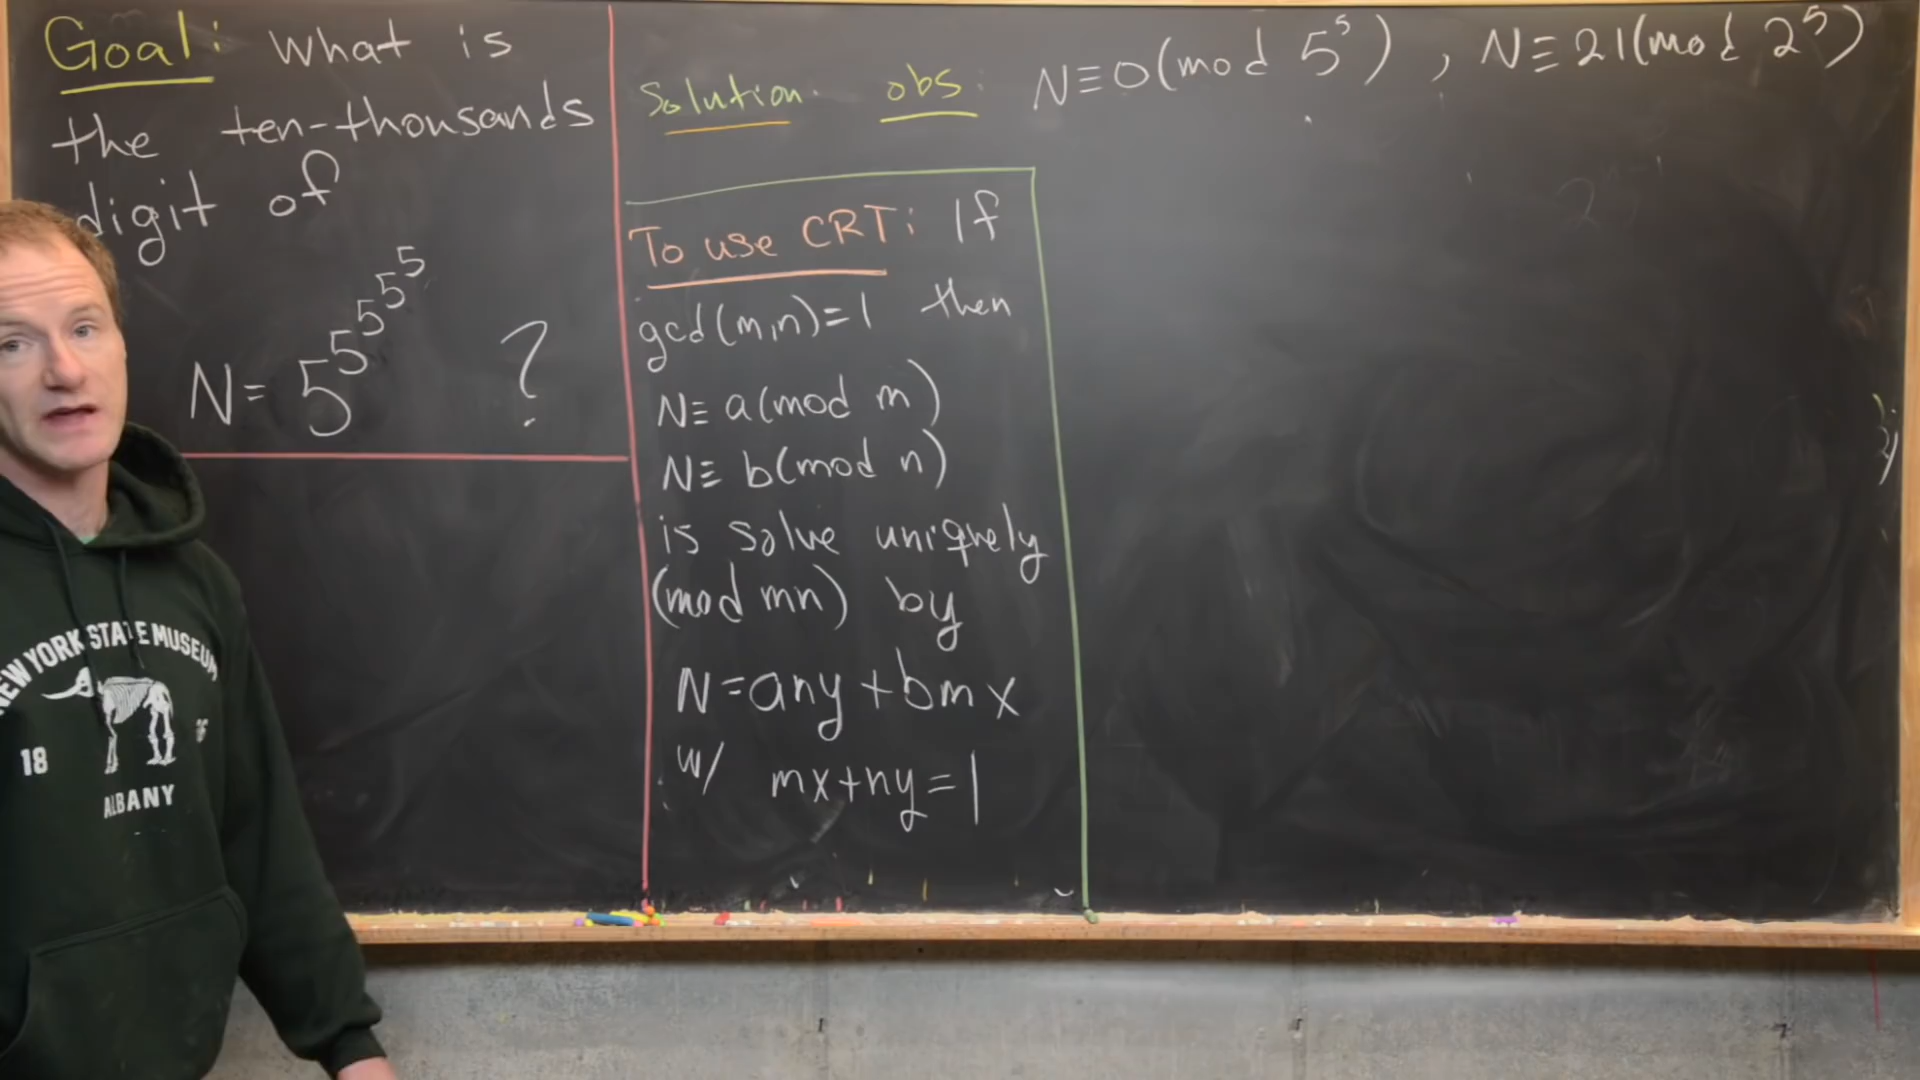 Goal: What is
the ten-thousands
digit of
N = 5^5^5^5^5 ?
Solution. obs: N≡0(mod 5^5), N≡21(mod 2^5)
To use CRT: If
gcd(m,n)=1 then
N≡ a(mod m)
N≡ b(mod n)
is solve uniquely
(mod mn) by
N=any+bmx
w/ mx+ny=1
NEW YORK STATE MUSEUM
18 36
ALBANY